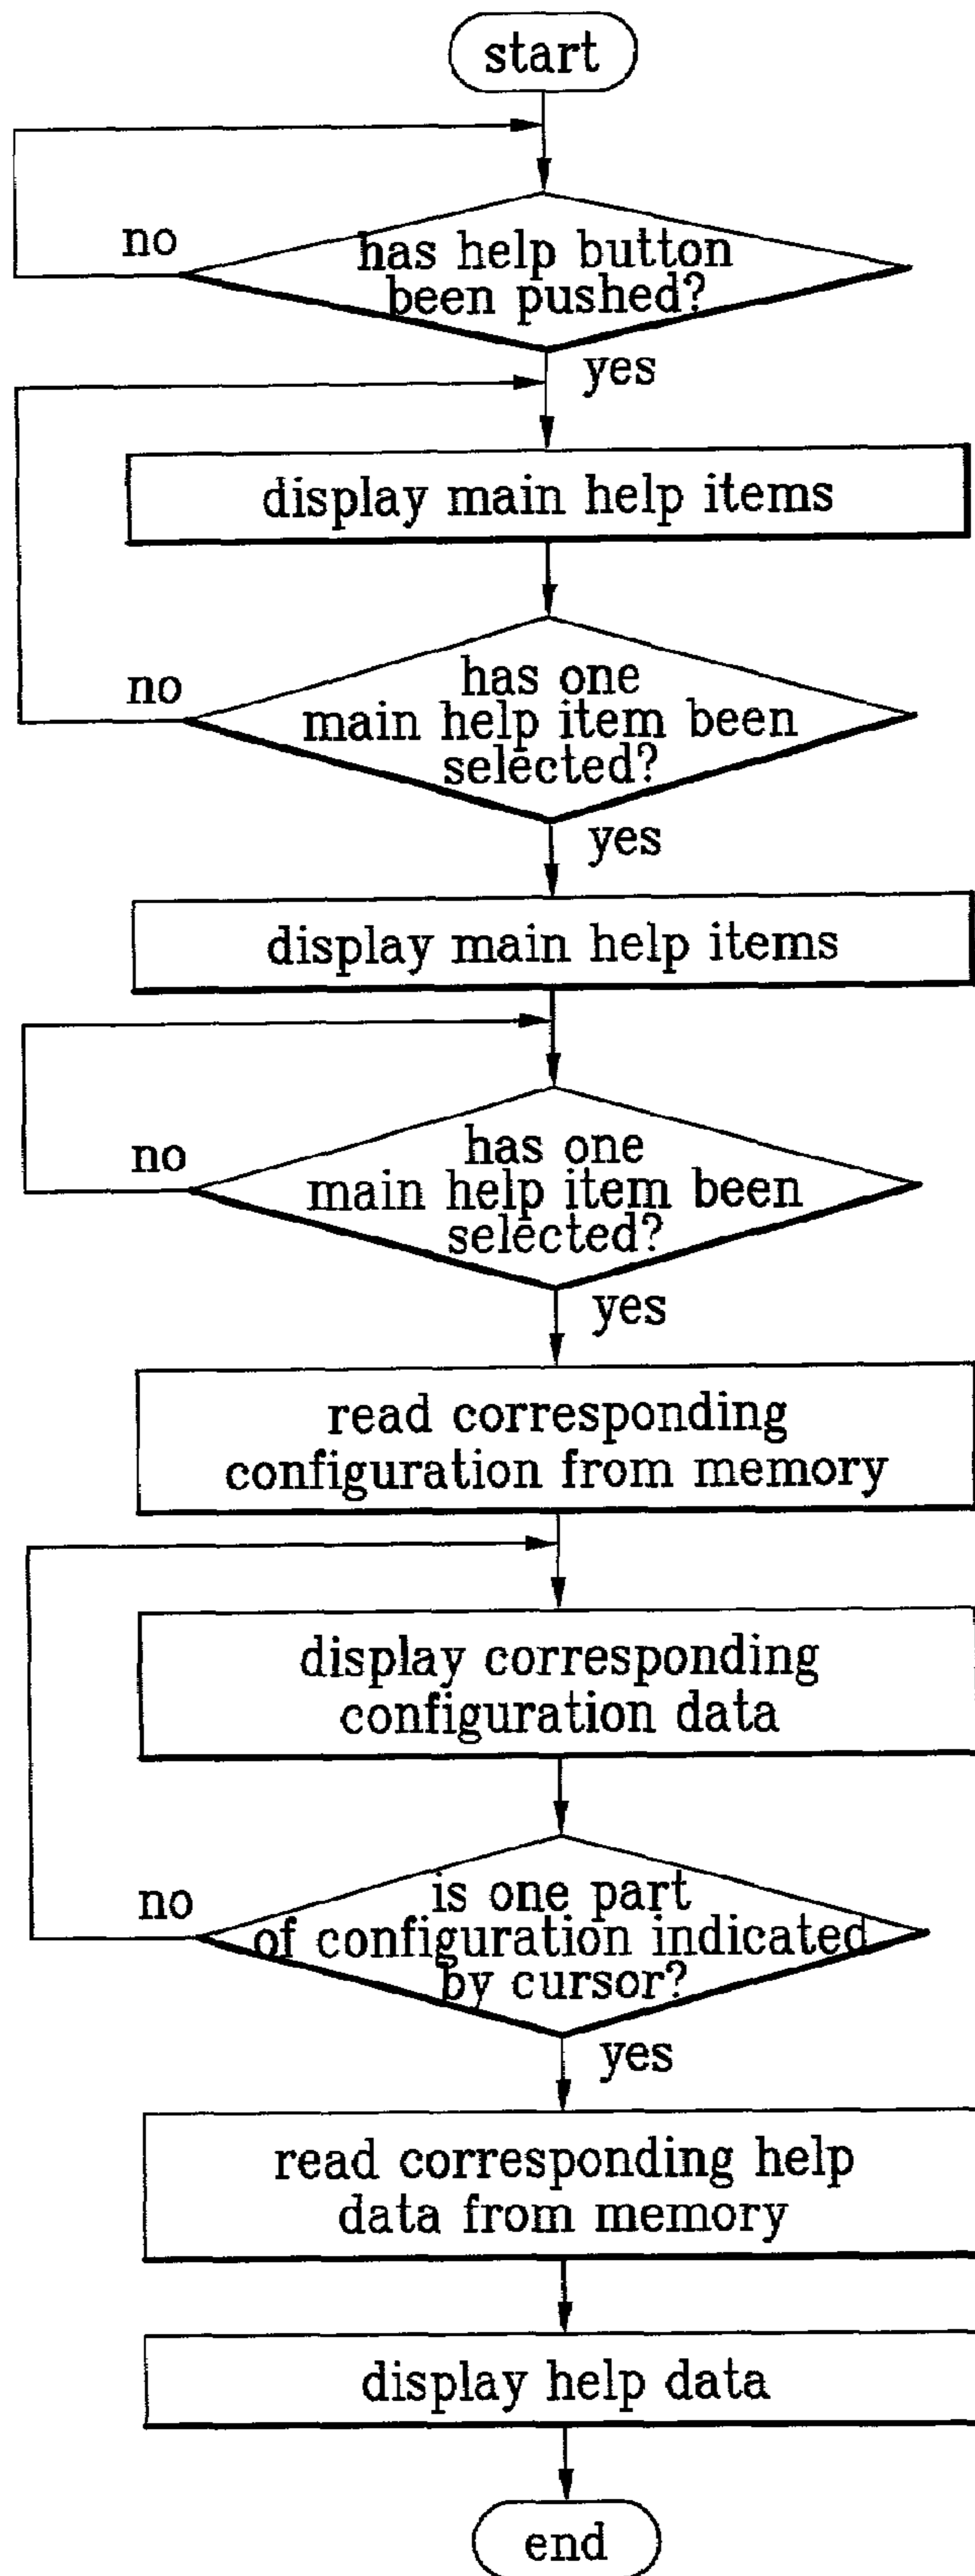 start
no
has help button
been pushed?
yes
display main help items
no
has one
main help item been
selected?
yes
display main help items
no
has one
main help item been
selected?
yes
read corresponding
configuration from memory
display corresponding
configuration data
no
is one part
of configuration indicated
by cursor?
yes
read corresponding help
data from memory
display help data
end